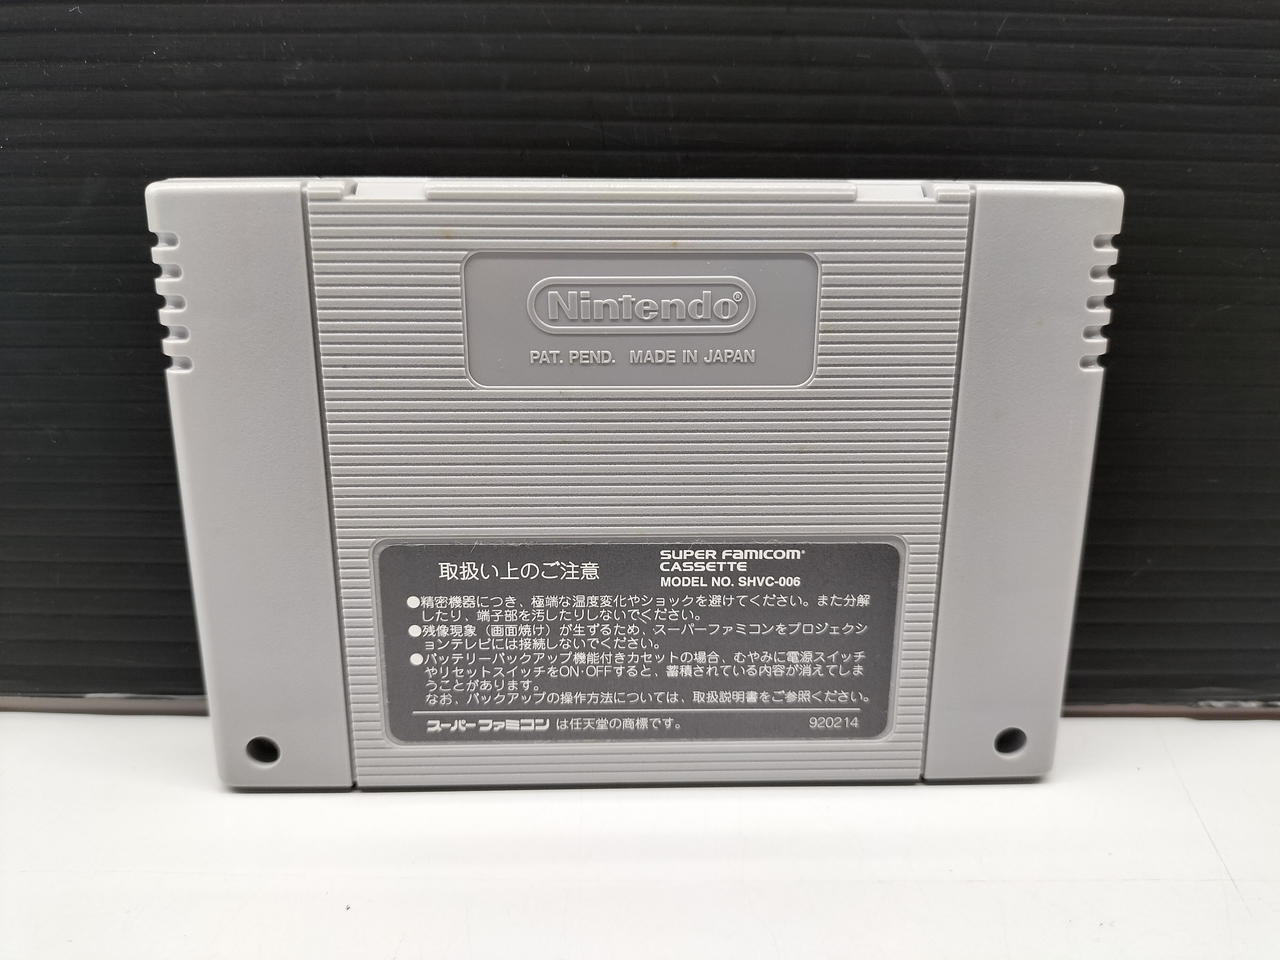 Nintendo®
PAT. PEND. MADE IN JAPAN
取扱い上のご注意
SUPER FAMICOM®
CASSETTE
MODEL NO. SHVC-006
●精密機器につき、極端な湿度変化やショックを避けてください。また分解
したり、端子部を汚したりしないでください。
●残像現象（画面焼け）が生ずるため、スーパーファミコンをプロジェクシ
ョンテレビには接続しないでください。
●バッテリーバックアップ機能付きカセットの場合、むやみに電源スイッチ
やリセットスイッチをON･OFFすると、蓄積されている内容が消えてしま
うことがあります。
なお、バックアップの操作方法については、取扱説明書をご参照ください。
スーパーファミコン は任天堂の商標です。
920214